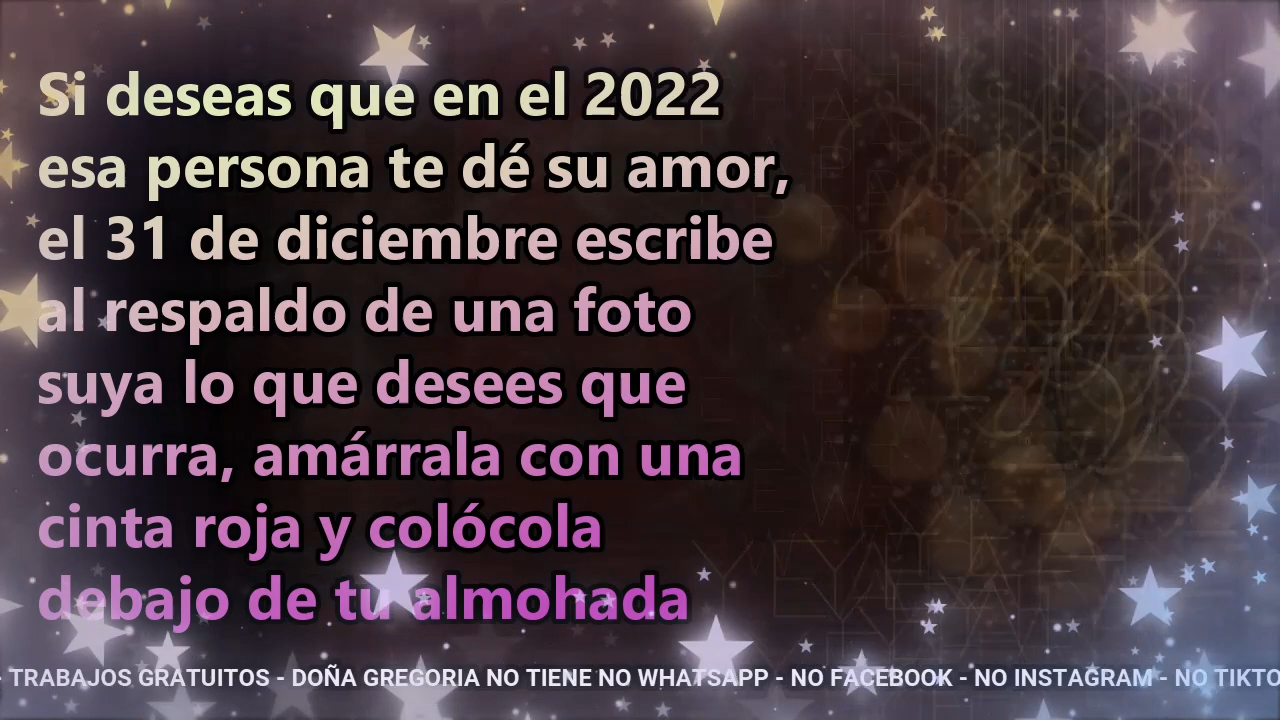 Si deseas que en el 2022
esa persona te dé su amor,
el 31 de diciembre escribe
al respaldo de una foto
suya lo que desees que
ocurra, amárrala con una
cinta roja y colócola
debajo de tu almohada
- TRABAJOS GRATUITOS - DOÑA GREGORIA NO TIENE NO WHATSAPP - NO FACEBOOK - NO INSTAGRAM - NO TIKTO